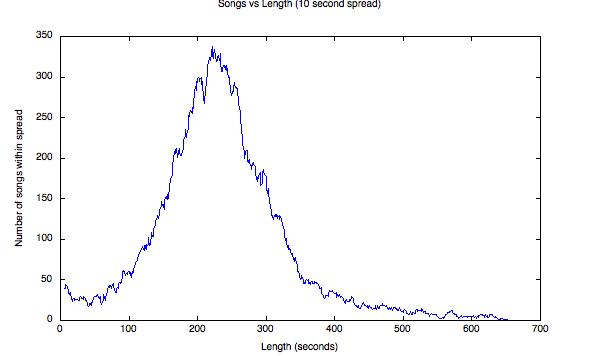 Songs vs Length (10 second spread)
350
300
250
200
150
100
50
0
Number of songs within spread
0 100 200 300 400 500 600 700
Length (seconds)